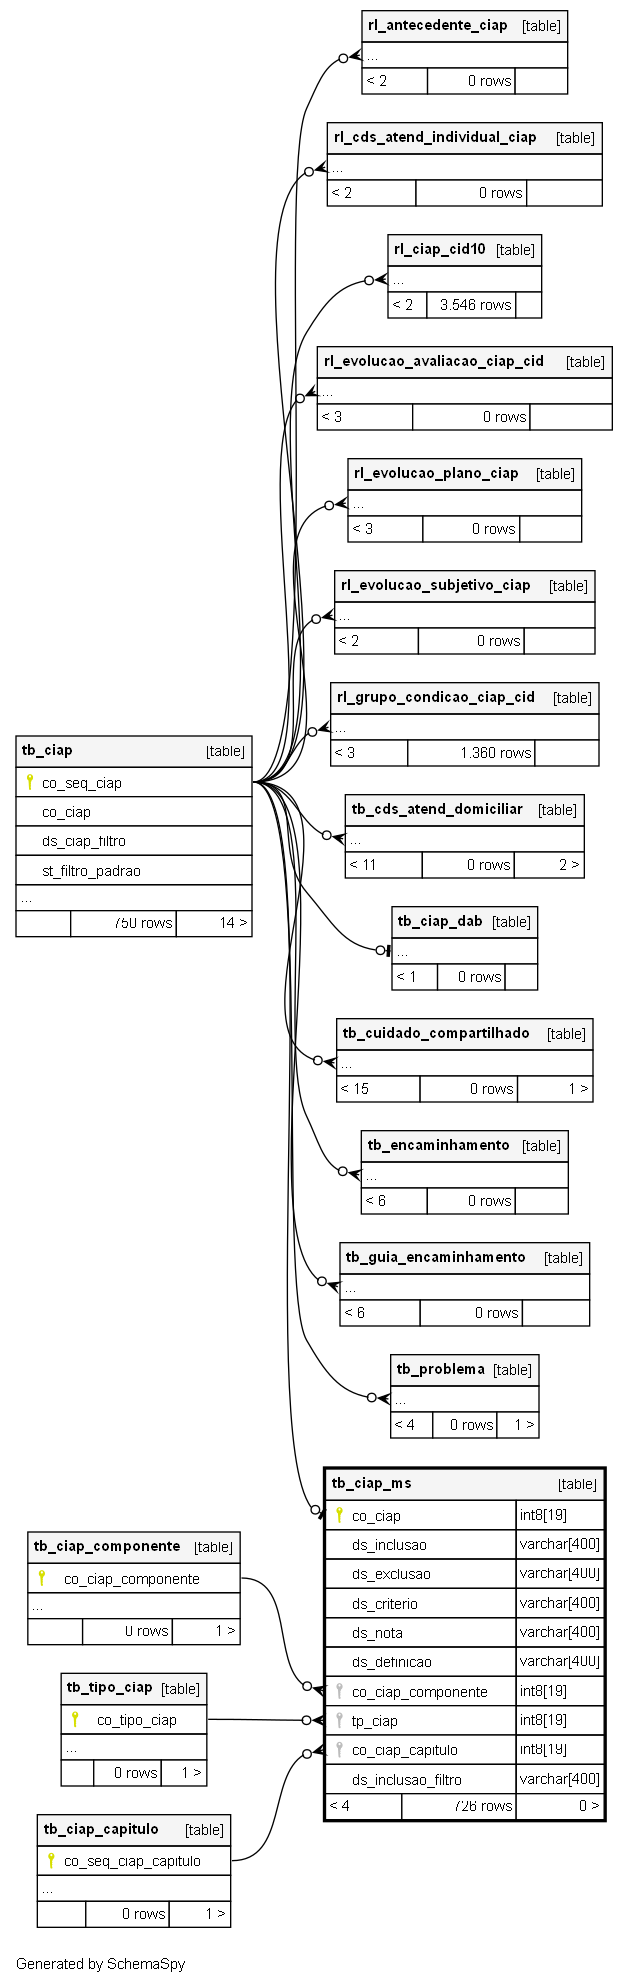 rl_antecedente_ciap [table]
...
< 2 0 rows
rl_cds_atend_individual_ciap [table]
...
< 2 0 rows
rl_ciap_cid10 [table]
...
< 2 3.546 rows
rl_evolucao_avaliacao_ciap_cid [table]
...
< 3 0 rows
rl_evolucao_plano_ciap [table]
...
< 3 0 rows
rl_evolucao_subjetivo_ciap [table]
...
< 2 0 rows
rl_grupo_condicao_ciap_cid [table]
...
< 3 1.360 rows
tb_ciap [table]
co_seq_ciap
co_ciap
ds_ciap_filtro
st_filtro_padrao
...
750 rows 14 >
tb_cds_atend_domiciliar [table]
...
< 11 0 rows 2 >
tb_ciap_dab [table]
...
< 1 0 rows
tb_cuidado_compartilhado [table]
...
< 15 0 rows 1 >
tb_encaminhamento [table]
...
< 6 0 rows
tb_guia_encaminhamento [table]
...
< 6 0 rows
tb_problema [table]
...
< 4 0 rows 1 >
tb_ciap_ms [table]
co_ciap int8[19]
ds_inclusao varchar[400]
ds_exclusao varchar[400]
ds_criterio varchar[400]
ds_nota varchar[400]
ds_definicao varchar[400]
co_ciap_componente int8[19]
tp_ciap int8[19]
co_ciap_capitulo int8[19]
ds_inclusao_filtro varchar[400]
< 4 726 rows 0 >
tb_ciap_componente [table]
co_ciap_componente
...
0 rows 1 >
tb_tipo_ciap [table]
co_tipo_ciap
...
0 rows 1 >
tb_ciap_capitulo [table]
co_seq_ciap_capitulo
...
0 rows 1 >
Generated by SchemaSpy